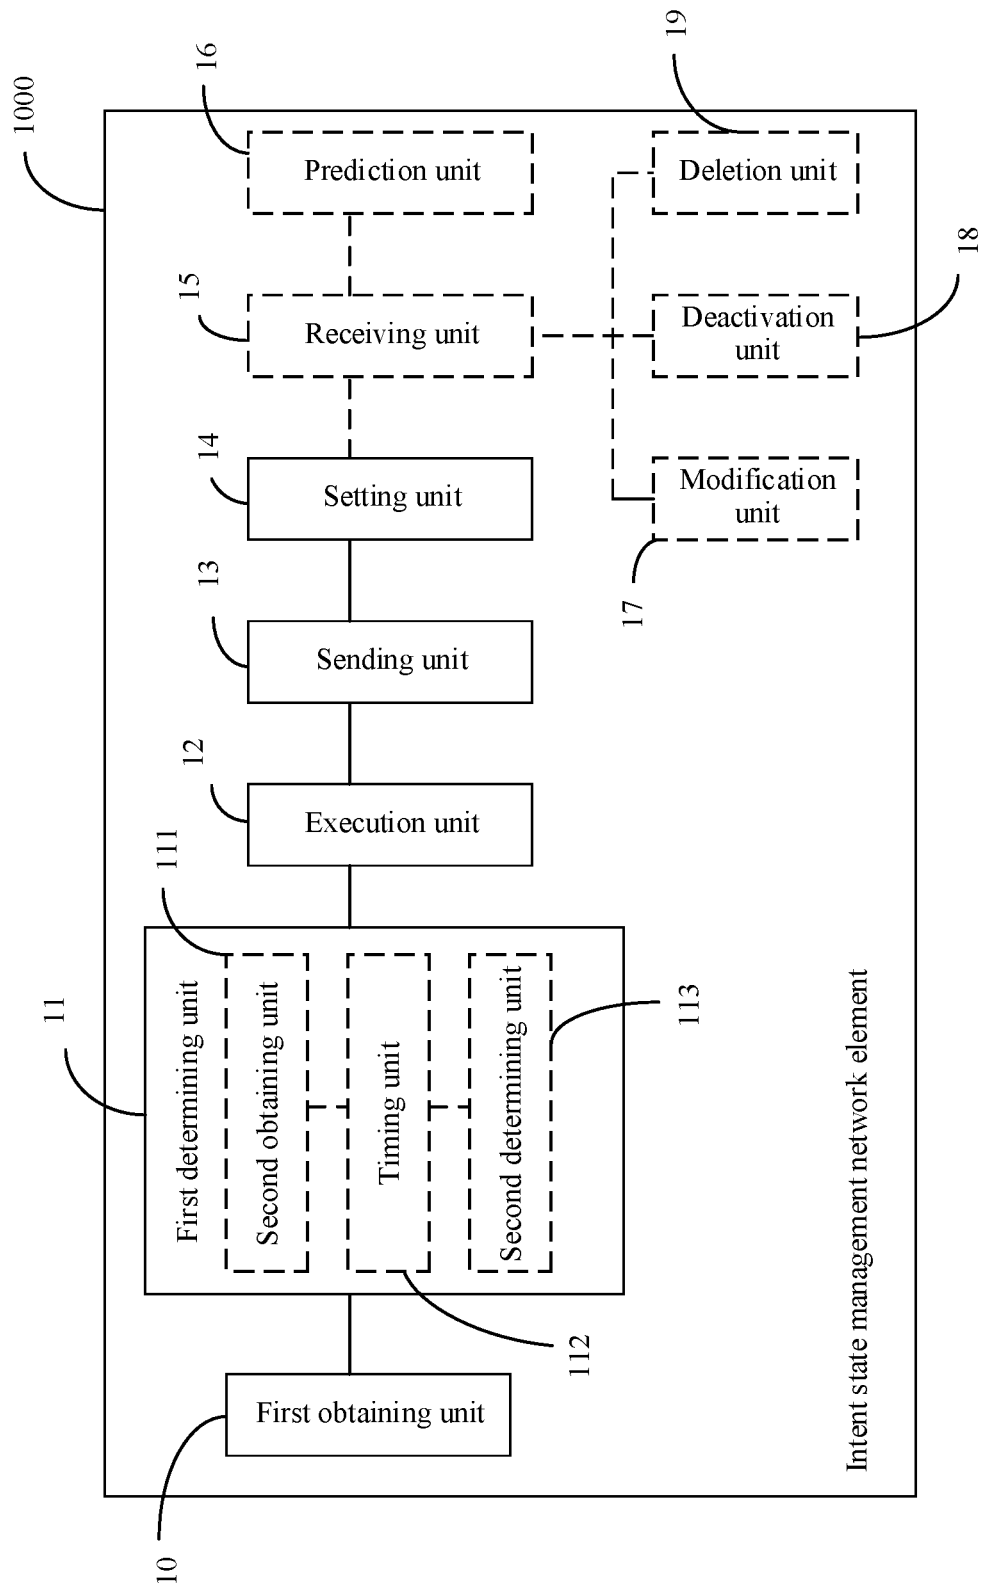 1000
16
Prediction unit
19
Deletion unit
15
Receiving unit
Deactivation
unit
18
14
Setting unit
Modification
unit
17
13
Sending unit
12
Execution unit
11
First determining unit
111
Second obtaining unit
Timing unit
112
Second determining unit
113
10
First obtaining unit
Intent state management network element